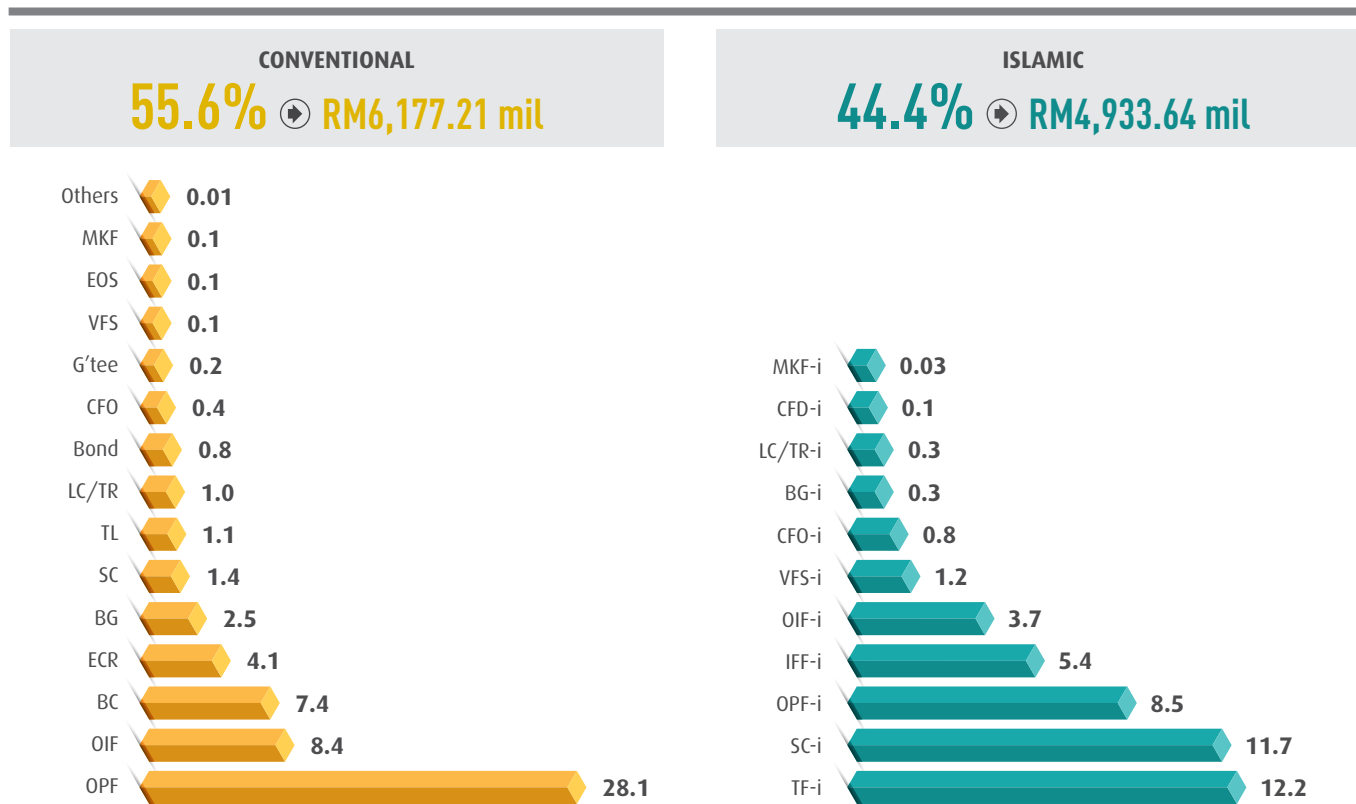 CONVENTIONAL
55.6% RM6,177.21 mil
Others 0.01
MKF 0.1
EOS 0.1
VFS 0.1
G'tee 0.2
CFO 0.4
Bond 0.8
LC/TR 1.0
TL 1.1
SC 1.4
BG 2.5
ECR 4.1
BC 7.4
OIF 8.4
OPF 28.1
ISLAMIC
44.4% RM4,933.64 mil
MKF-i 0.03
CFD-i 0.1
LC/TR-i 0.3
BG-i 0.3
CFO-i 0.8
VFS-i 1.2
OIF-i 3.7
IFF-i 5.4
OPF-i 8.5
SC-i 11.7
TF-i 12.2